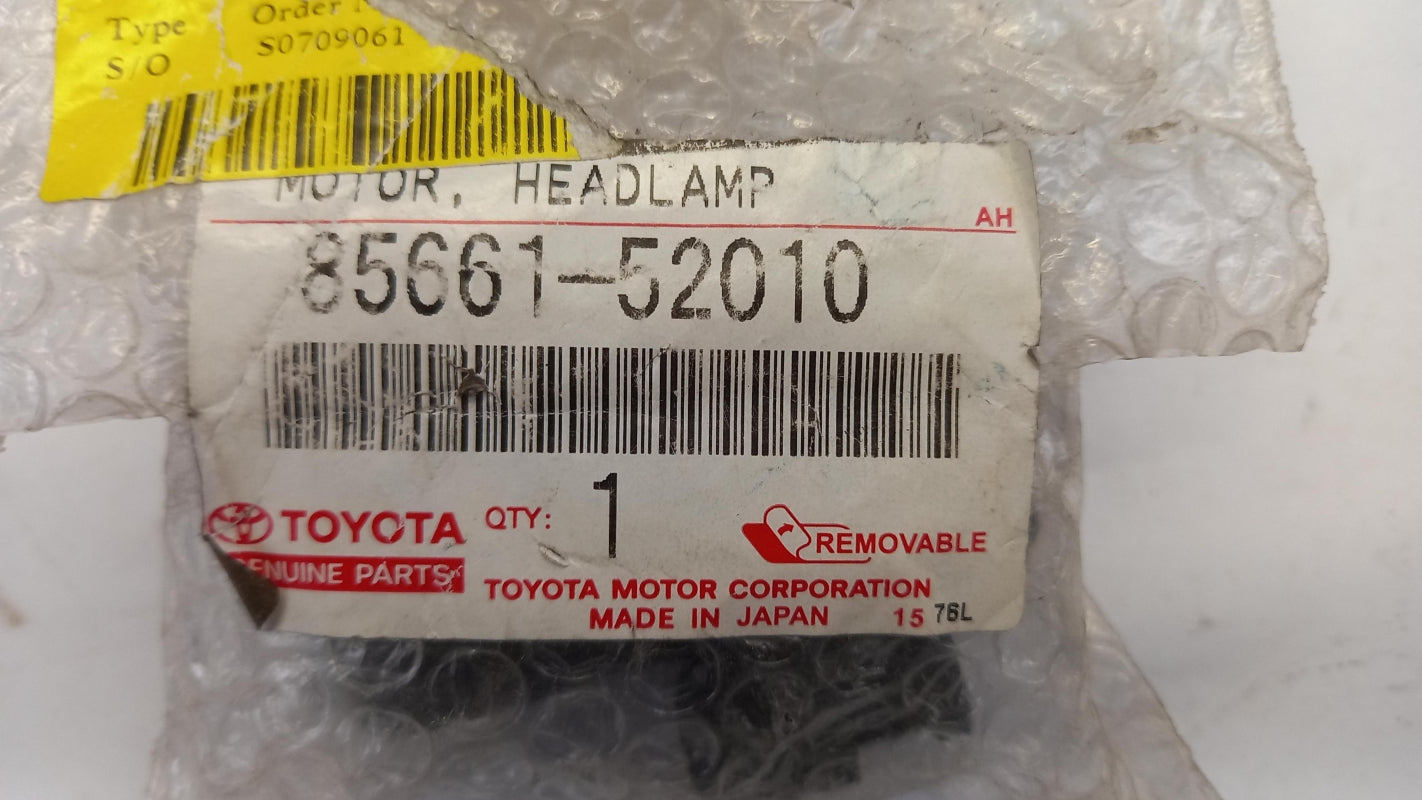 Type
S/O
Order
S0709061
MOTOR, HEADLAMP
AH
85661-52010
TOYOTA
GENUINE PARTS
QTY: 1
REMOVABLE
TOYOTA MOTOR CORPORATION
MADE IN JAPAN
15 76L